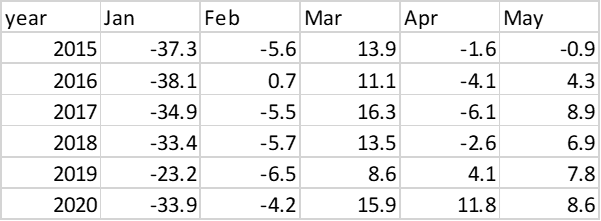 year Jan Feb Mar Apr May
2015 -37.3 -5.6 13.9 -1.6 -0.9
2016 -38.1 0.7 11.1 -4.1 4.3
2017 -34.9 -5.5 16.3 -6.1 8.9
2018 -33.4 -5.7 13.5 -2.6 6.9
2019 -23.2 -6.5 8.6 4.1 7.8
2020 -33.9 -4.2 15.9 11.8 8.6